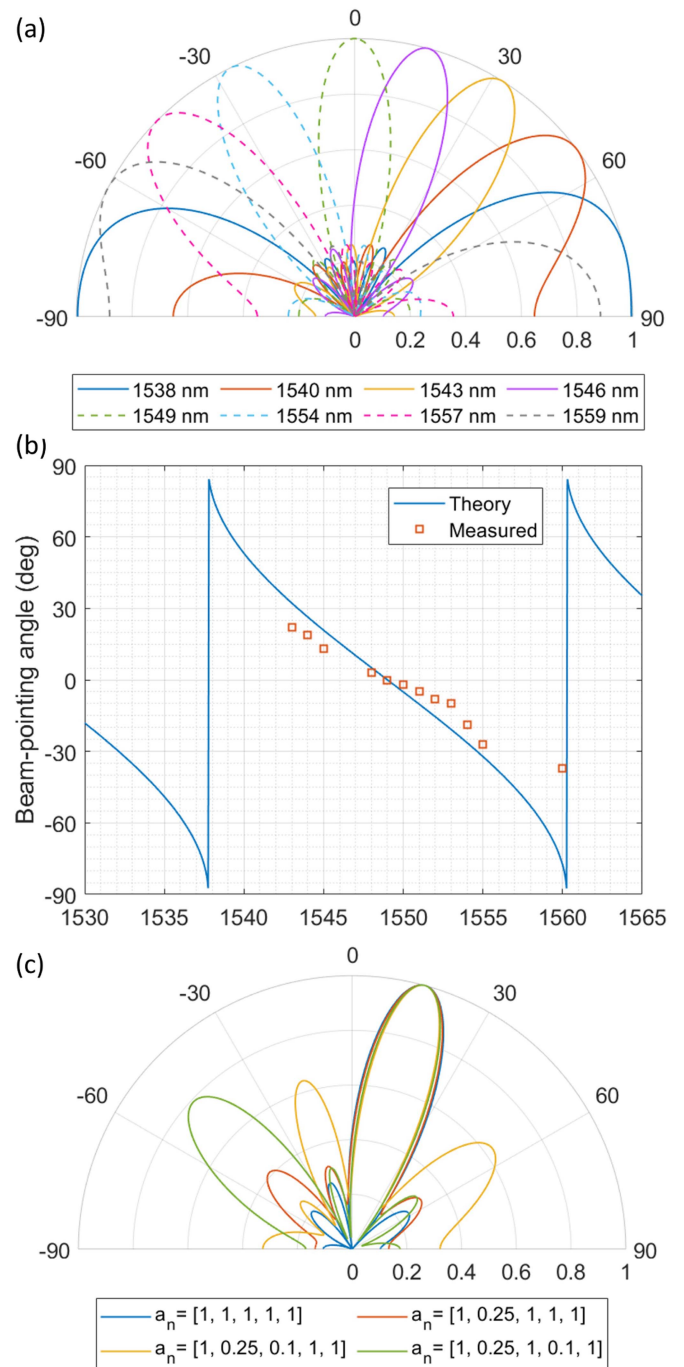 (a)
0
-30
30
-60
60
-90
90
0 0.2 0.4 0.6 0.8 1
1538 nm 1540 nm 1543 nm 1546 nm
1549 nm 1554 nm 1557 nm 1559 nm
(b)
90
60
30
0
-30
-60
-90
Beam-pointing angle (deg)
Theory
Measured
1530 1535 1540 1545 1550 1555 1560 1565
(c)
0
-30
30
-60
60
-90
90
0 0.2 0.4 0.6 0.8 1
aₙ= [1, 1, 1, 1, 1] aₙ= [1, 0.25, 1, 1, 1]
aₙ= [1, 0.25, 0.1, 1, 1] aₙ= [1, 0.25, 1, 0.1, 1]